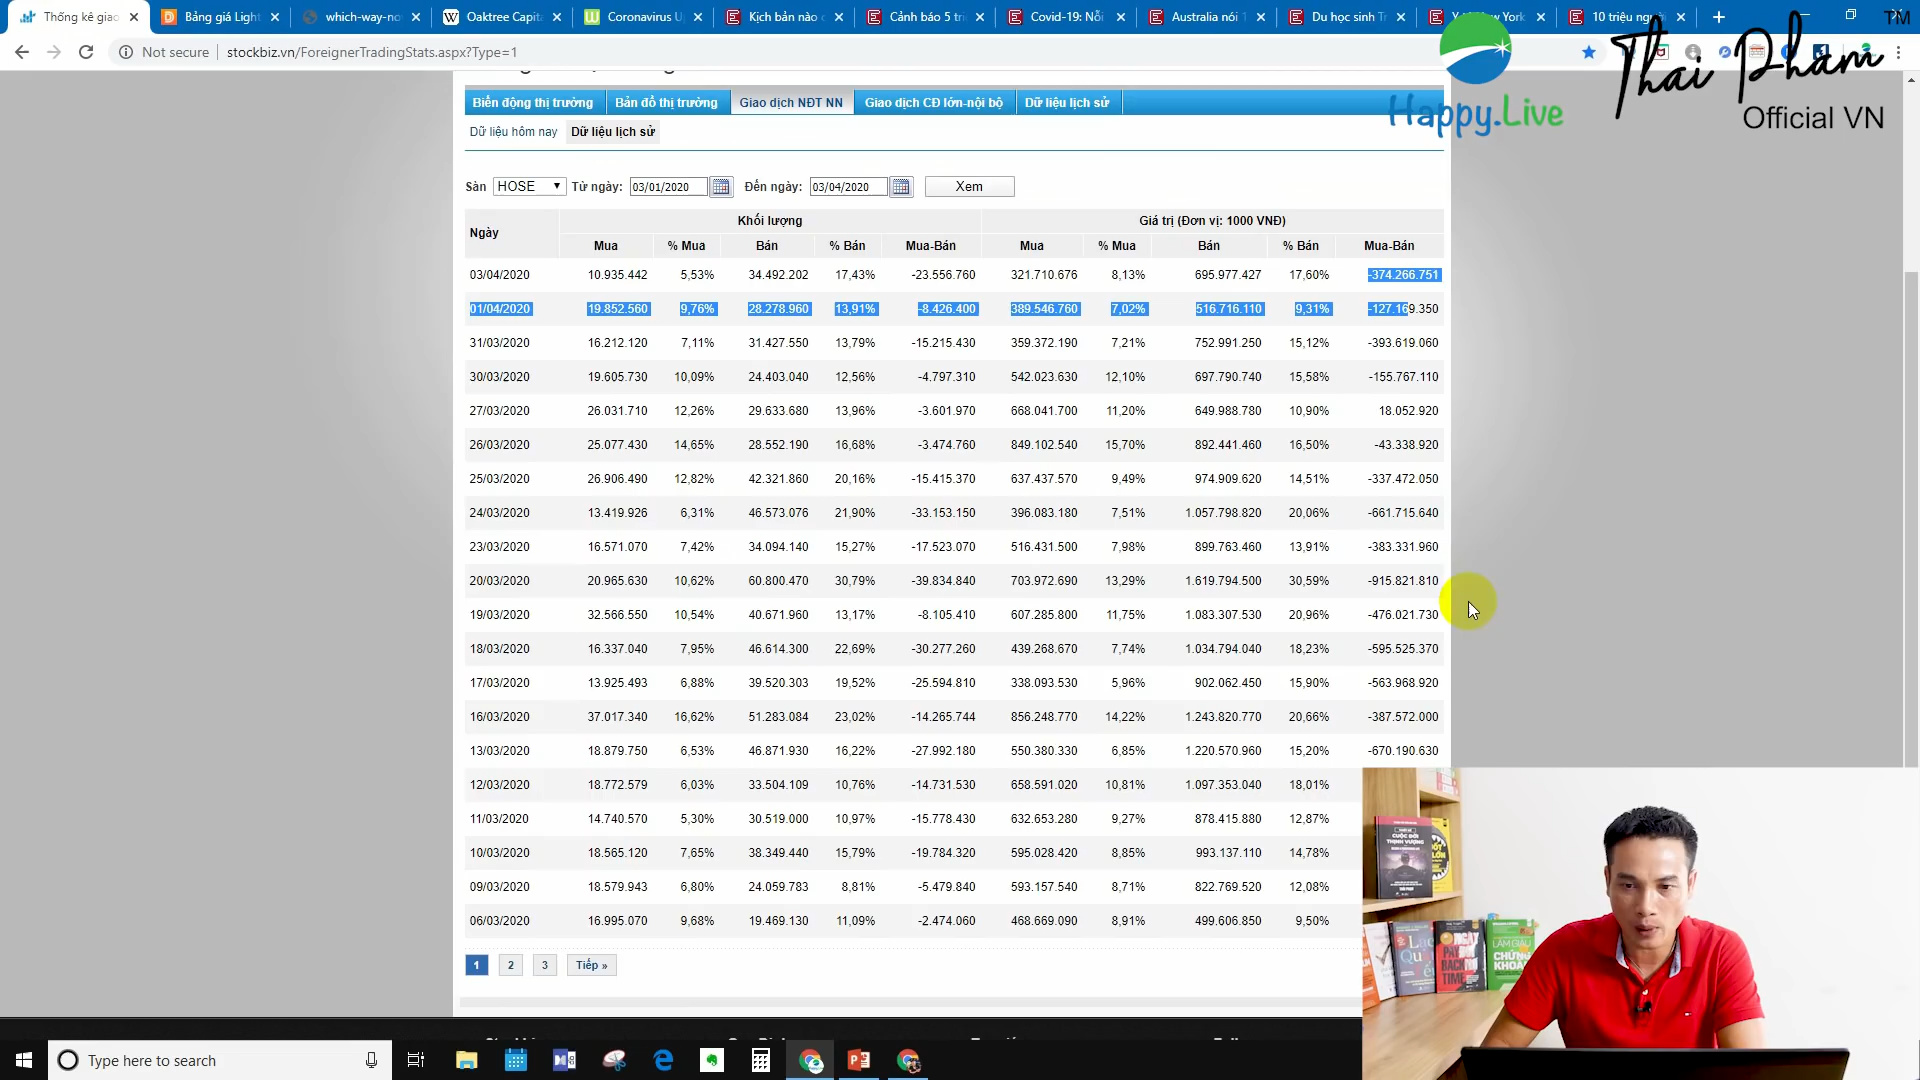 Thống kê giao
Bảng giá Light
which-way-no
Oaktree Capit
Coronavirus U
Kịch bản nào
Cảnh báo 5 tr
Covid-19: Nỗi
Australia nói
Du học sinh T
York
10 triệu ngư
Not secure | stockbiz.vn/ForeignerTradingStats.aspx?Type=1
Thai Pham
TM
Official VN
Happy.Live
Biến động thị trường Bản đồ thị trường Giao dịch NĐT NN Giao dịch CĐ lớn-nội bộ Dữ liệu lịch sử
Dữ liệu hôm nay Dữ liệu lịch sử
Sàn HOSE Từ ngày: 03/01/2020 Đến ngày: 03/04/2020 Xem
Ngày Khối lượng Giá trị (Đơn vị: 1000 VNĐ)
Mua % Mua Bán % Bán Mua-Bán Mua % Mua Bán % Bán Mua-Bán
03/04/2020 10.935.442 5,53% 34.492.202 17,43% -23.556.760 321.710.676 8,13% 695.977.427 17,60% -374.266.751
01/04/2020 19.852.560 9,76% 28.278.960 13,91% -8.426.400 389.546.760 7,02% 516.716.110 9,31% -127.169.350
31/03/2020 16.212.120 7,11% 31.427.550 13,79% -15.215.430 359.372.190 7,21% 752.991.250 15,12% -393.619.060
30/03/2020 19.605.730 10,09% 24.403.040 12,56% -4.797.310 542.023.630 12,10% 697.790.740 15,58% -155.767.110
27/03/2020 26.031.710 12,26% 29.633.680 13,96% -3.601.970 668.041.700 11,20% 649.988.780 10,90% 18.052.920
26/03/2020 25.077.430 14,65% 28.552.190 16,68% -3.474.760 849.102.540 15,70% 892.441.460 16,50% -43.338.920
25/03/2020 26.906.490 12,82% 42.321.860 20,16% -15.415.370 637.437.570 9,49% 974.909.620 14,51% -337.472.050
24/03/2020 13.419.926 6,31% 46.573.076 21,90% -33.153.150 396.083.180 7,51% 1.057.798.820 20,06% -661.715.640
23/03/2020 16.571.070 7,42% 34.094.140 15,27% -17.523.070 516.431.500 7,98% 899.763.460 13,91% -383.331.960
20/03/2020 20.965.630 10,62% 60.800.470 30,79% -39.834.840 703.972.690 13,29% 1.619.794.500 30,59% -915.821.810
19/03/2020 32.566.550 10,54% 40.671.960 13,17% -8.105.410 607.285.800 11,75% 1.083.307.530 20,96% -476.021.730
18/03/2020 16.337.040 7,95% 46.614.300 22,69% -30.277.260 439.268.670 7,74% 1.034.794.040 18,23% -595.525.370
17/03/2020 13.925.493 6,88% 39.520.303 19,52% -25.594.810 338.093.530 5,96% 902.062.450 15,90% -563.968.920
16/03/2020 37.017.340 16,62% 51.283.084 23,02% -14.265.744 856.248.770 14,22% 1.243.820.770 20,66% -387.572.000
13/03/2020 18.879.750 6,53% 46.871.930 16,22% -27.992.180 550.380.330 6,85% 1.220.570.960 15,20% -670.190.630
12/03/2020 18.772.579 6,03% 33.504.109 10,76% -14.731.530 658.591.020 10,81% 1.097.353.040 18,01%
11/03/2020 14.740.570 5,30% 30.519.000 10,97% -15.778.430 632.653.280 9,27% 878.415.880 12,87%
10/03/2020 18.565.120 7,65% 38.349.440 15,79% -19.784.320 595.028.420 8,85% 993.137.110 14,78%
09/03/2020 18.579.943 6,80% 24.059.783 8,81% -5.479.840 593.157.540 8,71% 822.769.520 12,08%
06/03/2020 16.995.070 9,68% 19.469.130 11,09% -2.474.060 468.669.090 8,91% 499.606.850 9,50%
1 2 3 Tiếp »
CUỘC ĐỜI
THỊNH VƯỢNG
PAY
BACK
TIME
LÀM GIÀU
CHỨNG
KHOÁN
Type here to search